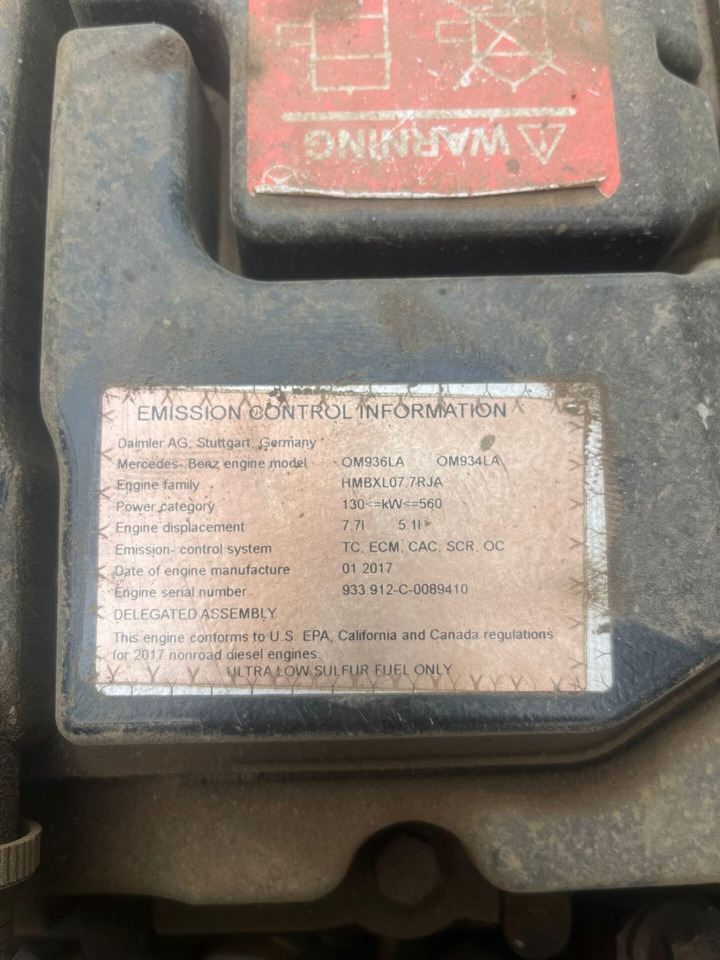 WARNING
EMISSION CONTROL INFORMATION
Daimler AG, Stuttgart, Germany
Mercedes- Benz engine model OM936LA OM934LA
Engine family HMBXL07.7RJA
Power category 130<=kW<=560
Engine displacement 7.7l 5.1l
Emission- control system TC, ECM, CAC, SCR, OC
Date of engine manufacture 01 2017
Engine serial number 933.912-C-0089410
DELEGATED ASSEMBLY
This engine conforms to U.S. EPA, California and Canada regulations
for 2017 nonroad diesel engines.
ULTRA LOW SULFUR FUEL ONLY